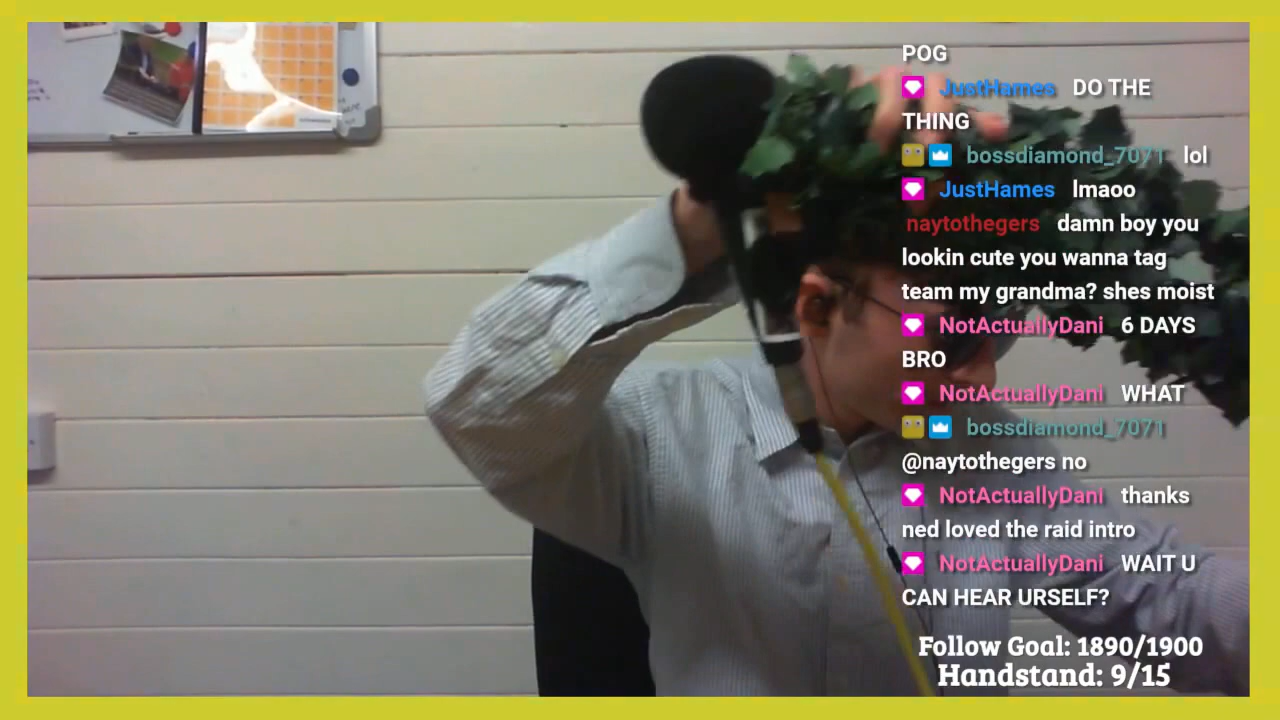 POG
JustHames DO THE
THING
bossdiamond_7071 lol
JustHames lmaoo
naytothegers damn boy you
lookin cute you wanna tag
team my grandma? shes moist
NotActuallyDani 6 DAYS
BRO
NotActuallyDani WHAT
bossdiamond_7071
@naytothegers no
NotActuallyDani thanks
ned loved the raid intro
NotActuallyDani WAIT U
CAN HEAR URSELF?
Follow Goal: 1890/1900
Handstand: 9/15